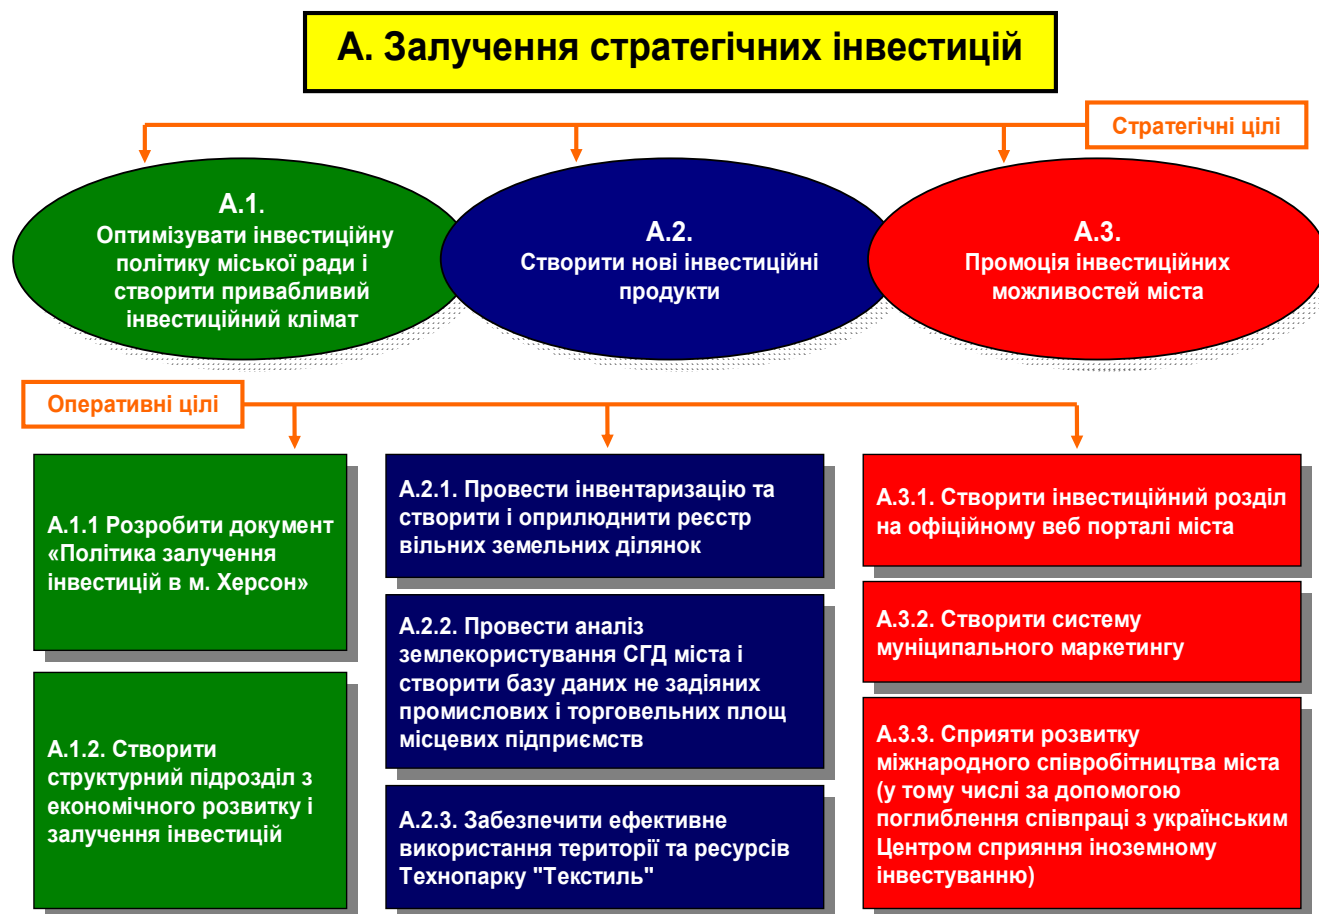 А. Залучення стратегічних інвестицій
Стратегічні цілі
А.1.
Оптимізувати інвестиційну
політику міської ради і
створити привабливий
інвестиційний клімат
А.2.
Створити нові інвестиційні
продукти
А.3.
Промоція інвестиційних
можливостей міста
Оперативні цілі
А.1.1 Розробити документ
«Політика залучення
інвестицій в м. Херсон»
А.1.2. Створити
структурний підрозділ з
економічного розвитку і
залучення інвестицій
А.2.1. Провести інвентаризацію та
створити і оприлюднити реєстр
вільних земельних ділянок
А.2.2. Провести аналіз
землекористування СГД міста і
створити базу даних не задіяних
промислових і торговельних площ
місцевих підприємств
А.2.3. Забезпечити ефективне
використання території та ресурсів
Технопарку "Текстиль"
А.3.1. Створити інвестиційний розділ
на офіційному веб порталі міста
А.3.2. Створити систему
муніципального маркетингу
А.3.3. Сприяти розвитку
міжнародного співробітництва міста
(у тому числі за допомогою
поглиблення співпраці з українським
Центром сприяння іноземному
інвестуванню)